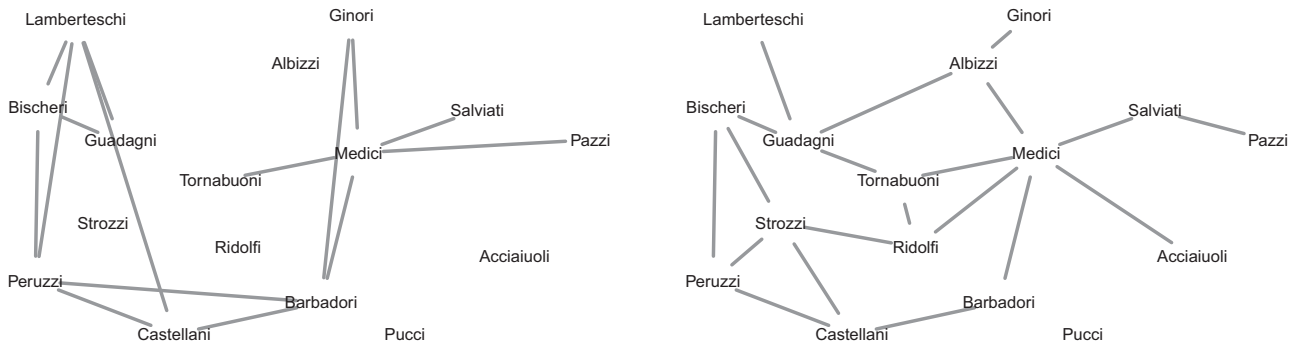 Lamberteschi
Ginori
Albizzi
Bischeri
Salviati
Guadagni
Pazzi
Medici
Tornabuoni
Strozzi
Ridolfi
Acciaiuoli
Peruzzi
Barbadori
Castellani
Pucci
Lamberteschi
Ginori
Albizzi
Bischeri
Salviati
Guadagni
Pazzi
Medici
Tornabuoni
Strozzi
Ridolfi
Acciaiuoli
Peruzzi
Barbadori
Castellani
Pucci